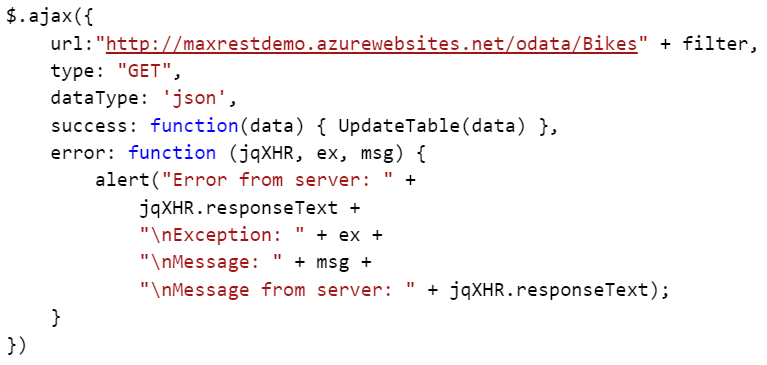 $.ajax({
    url:"http://maxrestdemo.azurewebsites.net/odata/Bikes" + filter,
    type: "GET",
    dataType: 'json',
    success: function(data) { UpdateTable(data) },
    error: function (jqXHR, ex, msg) {
        alert("Error from server: " +
            jqXHR.responseText +
            "\nException: " + ex +
            "\nMessage: " + msg +
            "\nMessage from server: " + jqXHR.responseText);
    }
})